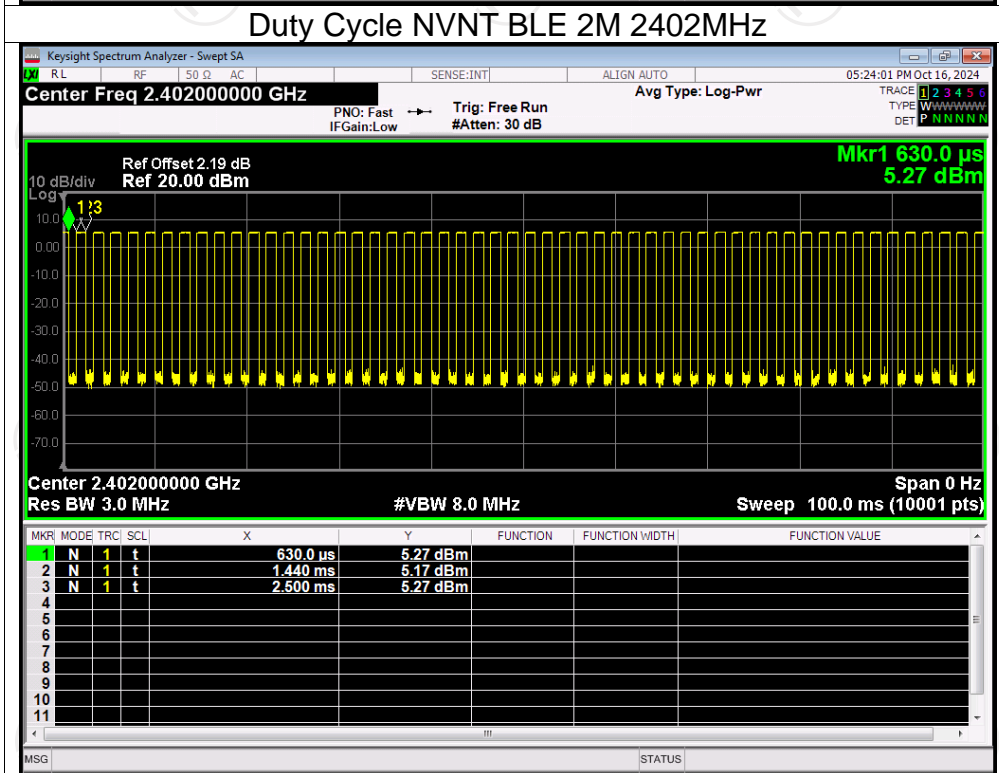 Duty Cycle NVNT BLE 2M 2402MHz
Keysight Spectrum Analyzer - Swept SA
LXI RL RF 50 Ω AC SENSE:INT ALIGN AUTO 05:24:01 PM Oct 16, 2024
Center Freq 2.402000000 GHz Avg Type: Log-Pwr TRACE 1 2 3 4 5 6
PNO: Fast Trig: Free Run TYPE WWWWWW
IFGain:Low #Atten: 30 dB DET P N N N N N
Mkr1 630.0 µs
Ref Offset 2.19 dB
10 dB/div Ref 20.00 dBm 5.27 dBm
Log
1 2 3
10.0
0.00
-10.0
-20.0
-30.0
-40.0
-50.0
-60.0
-70.0
Center 2.402000000 GHz Span 0 Hz
Res BW 3.0 MHz #VBW 8.0 MHz Sweep 100.0 ms (10001 pts)
MKR MODE TRC SCL X Y FUNCTION FUNCTION WIDTH FUNCTION VALUE
1 N 1 t 630.0 µs 5.27 dBm
2 N 1 t 1.440 ms 5.17 dBm
3 N 1 t 2.500 ms 5.27 dBm
4
5
6
7
8
9
10
11
MSG STATUS